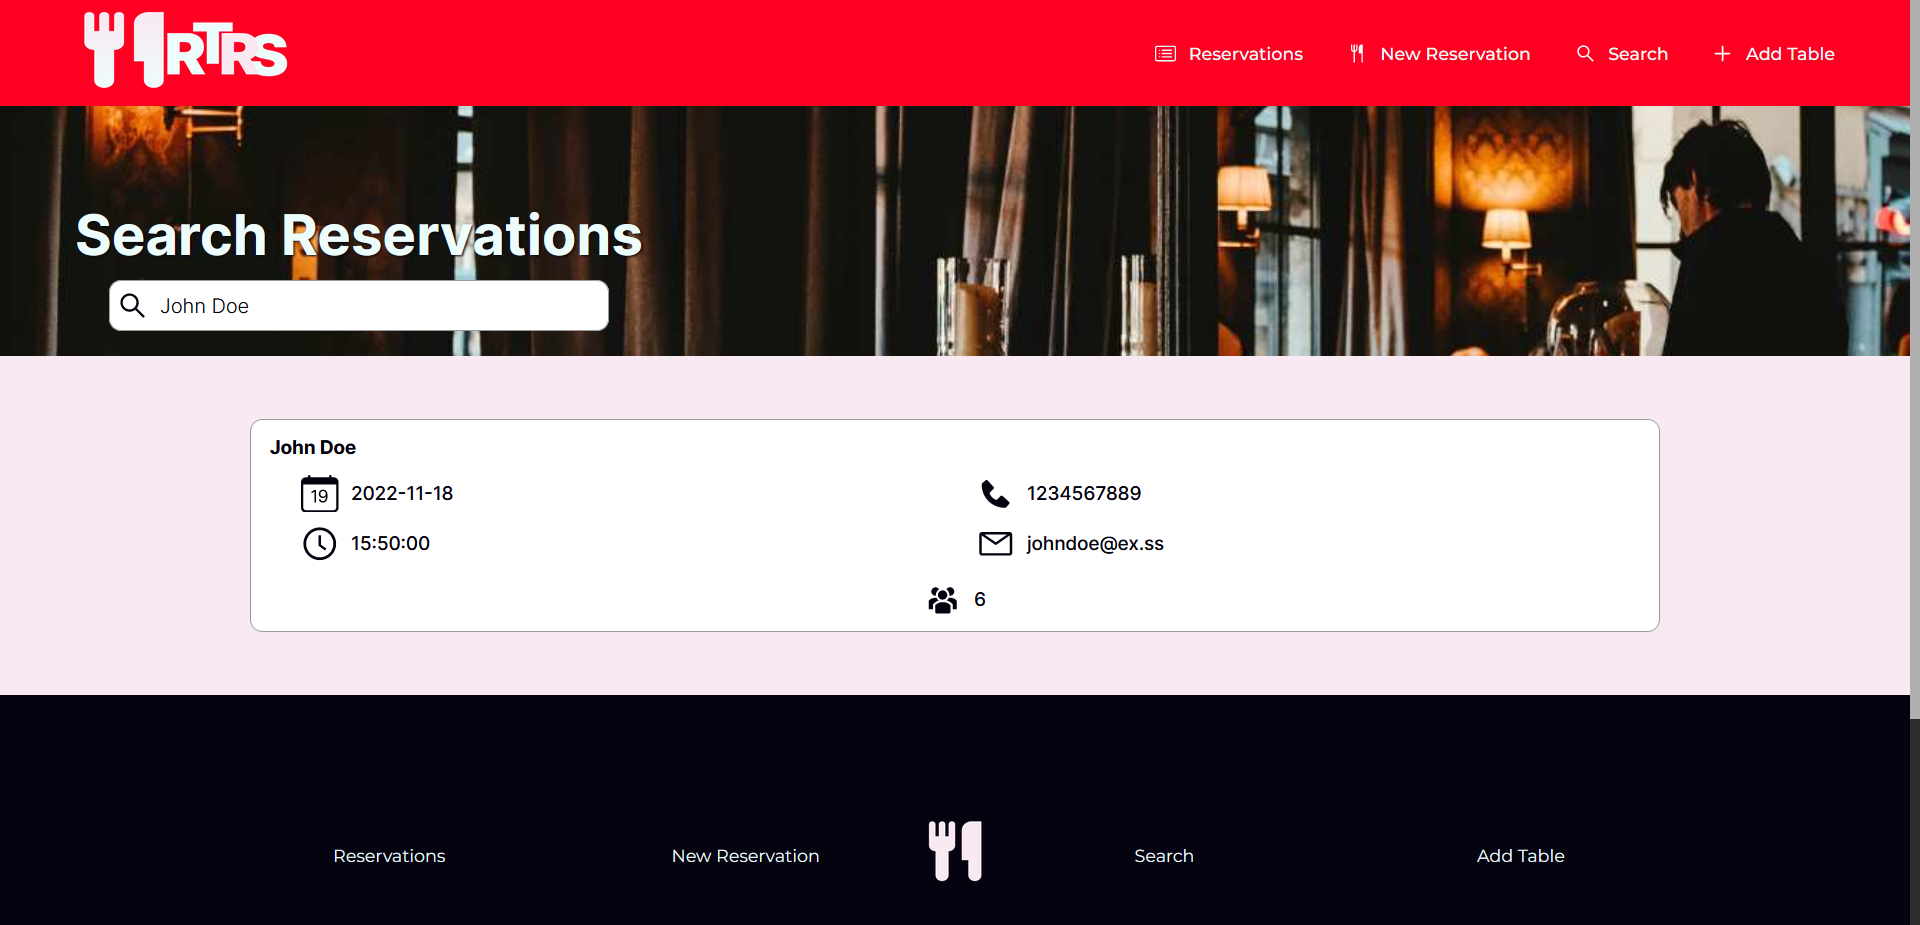 RTRS
Reservations
New Reservation
Search
Add Table
Search Reservations
John Doe
John Doe
19
2022-11-18
1234567889
15:50:00
johndoe@ex.ss
6
Reservations
New Reservation
Search
Add Table